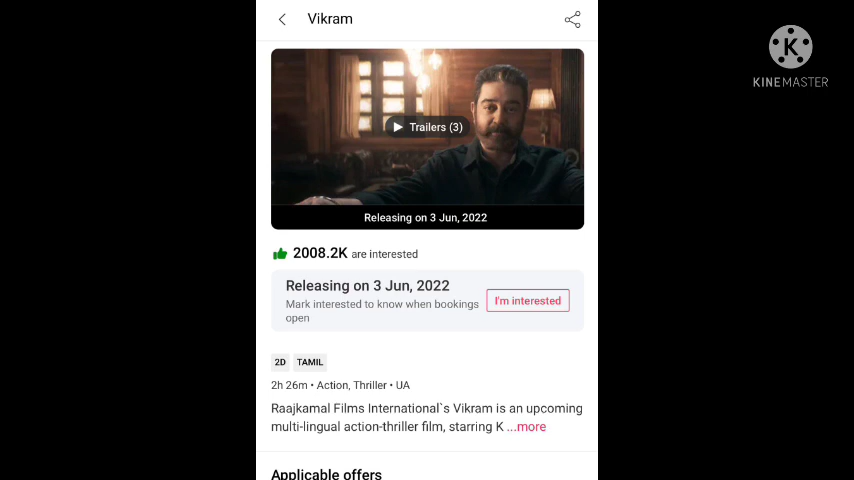 Vikram
K
KINEMASTER
Trailers (3)
Releasing on 3 Jun, 2022
2008.2K are interested
Releasing on 3 Jun, 2022
Mark interested to know when bookings
open
I'm interested
2D TAMIL
2h 26m • Action, Thriller • UA
Raajkamal Films International`s Vikram is an upcoming
multi-lingual action-thriller film, starring K ...more
Applicable offers